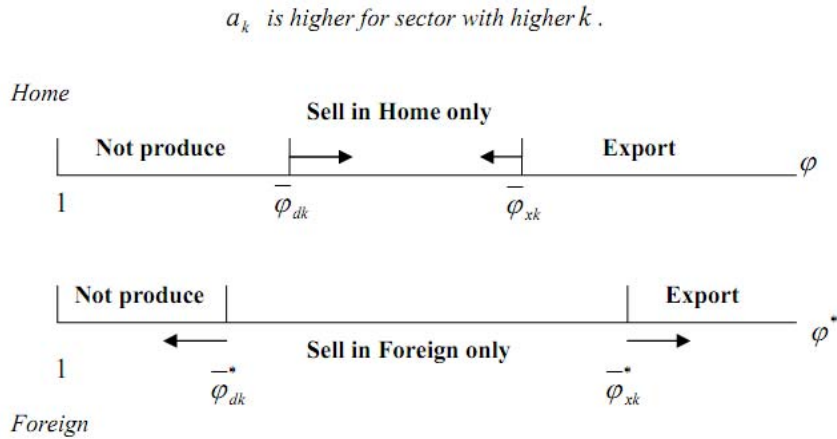 a_k is higher for sector with higher k .
Home
Sell in Home only
Not produce
Export
φ
1
φ̅_dk
φ̅_xk
Not produce
Export
Sell in Foreign only
φ*
1
φ̅*_dk
φ̅*_xk
Foreign